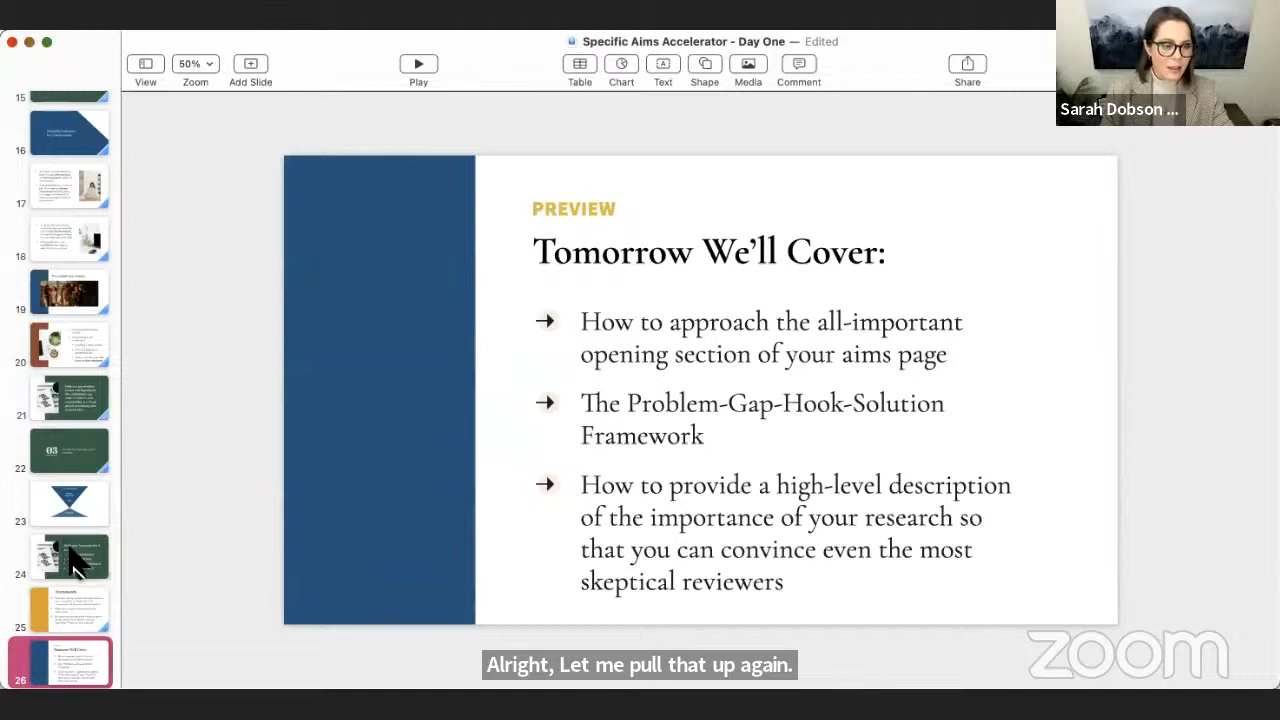 Specific Aims Accelerator - Day One — Edited
View
50%
Zoom
Add Slide
Play
Table
Chart
Text
Shape
Media
Comment
Share
Sarah Dobson ...
15
16
17
18
19
20
21
22
03
23
24
25
26
PREVIEW
Tomorrow We'll Cover:
→ How to approach the all-important
opening section of your aims page
→ The Problem-Gap-Hook-Solution
Framework
→ How to provide a high-level description
of the importance of your research so
that you can convince even the most
skeptical reviewers
zoom
Alright, Let me pull that up again.